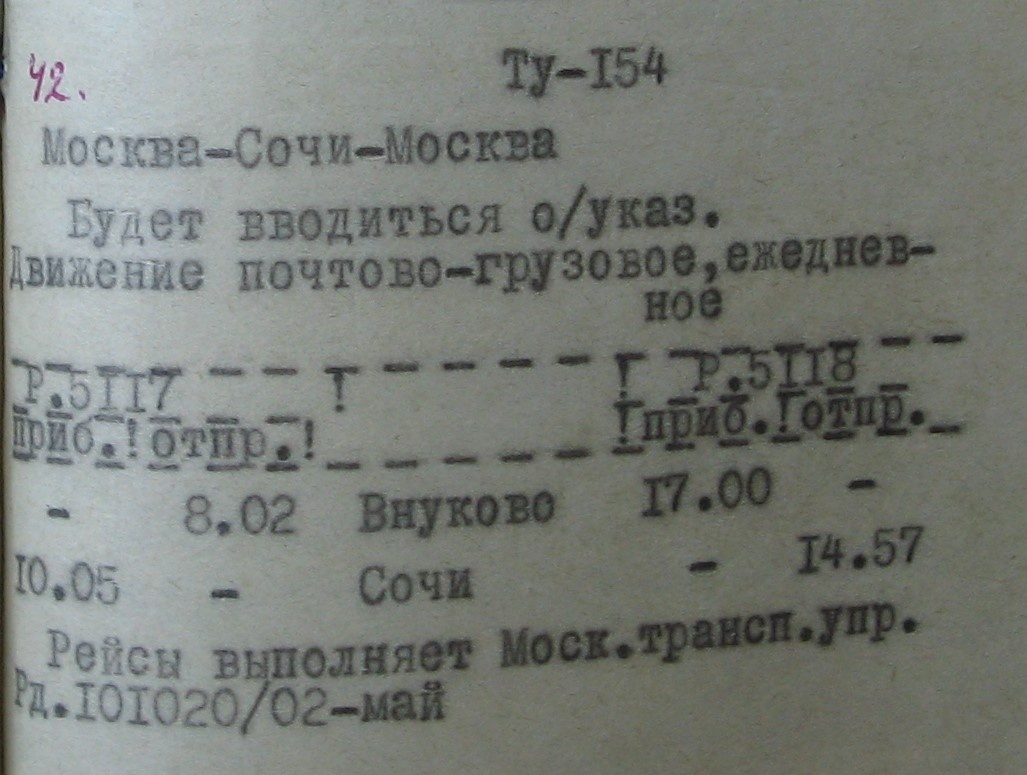 42.
Ту-154
Москва-Сочи-Москва
Будет вводиться о/указ.
Движение почтово-грузовое,ежеднев-
ное
Р.5117 ! ! Р.5118
приб.!отпр.! !приб.!отпр.
- 8.02 Внуково 17.00 -
10.05 - Сочи - 14.57
Рейсы выполняет Моск.трансп.упр.
Рд.101020/02-май